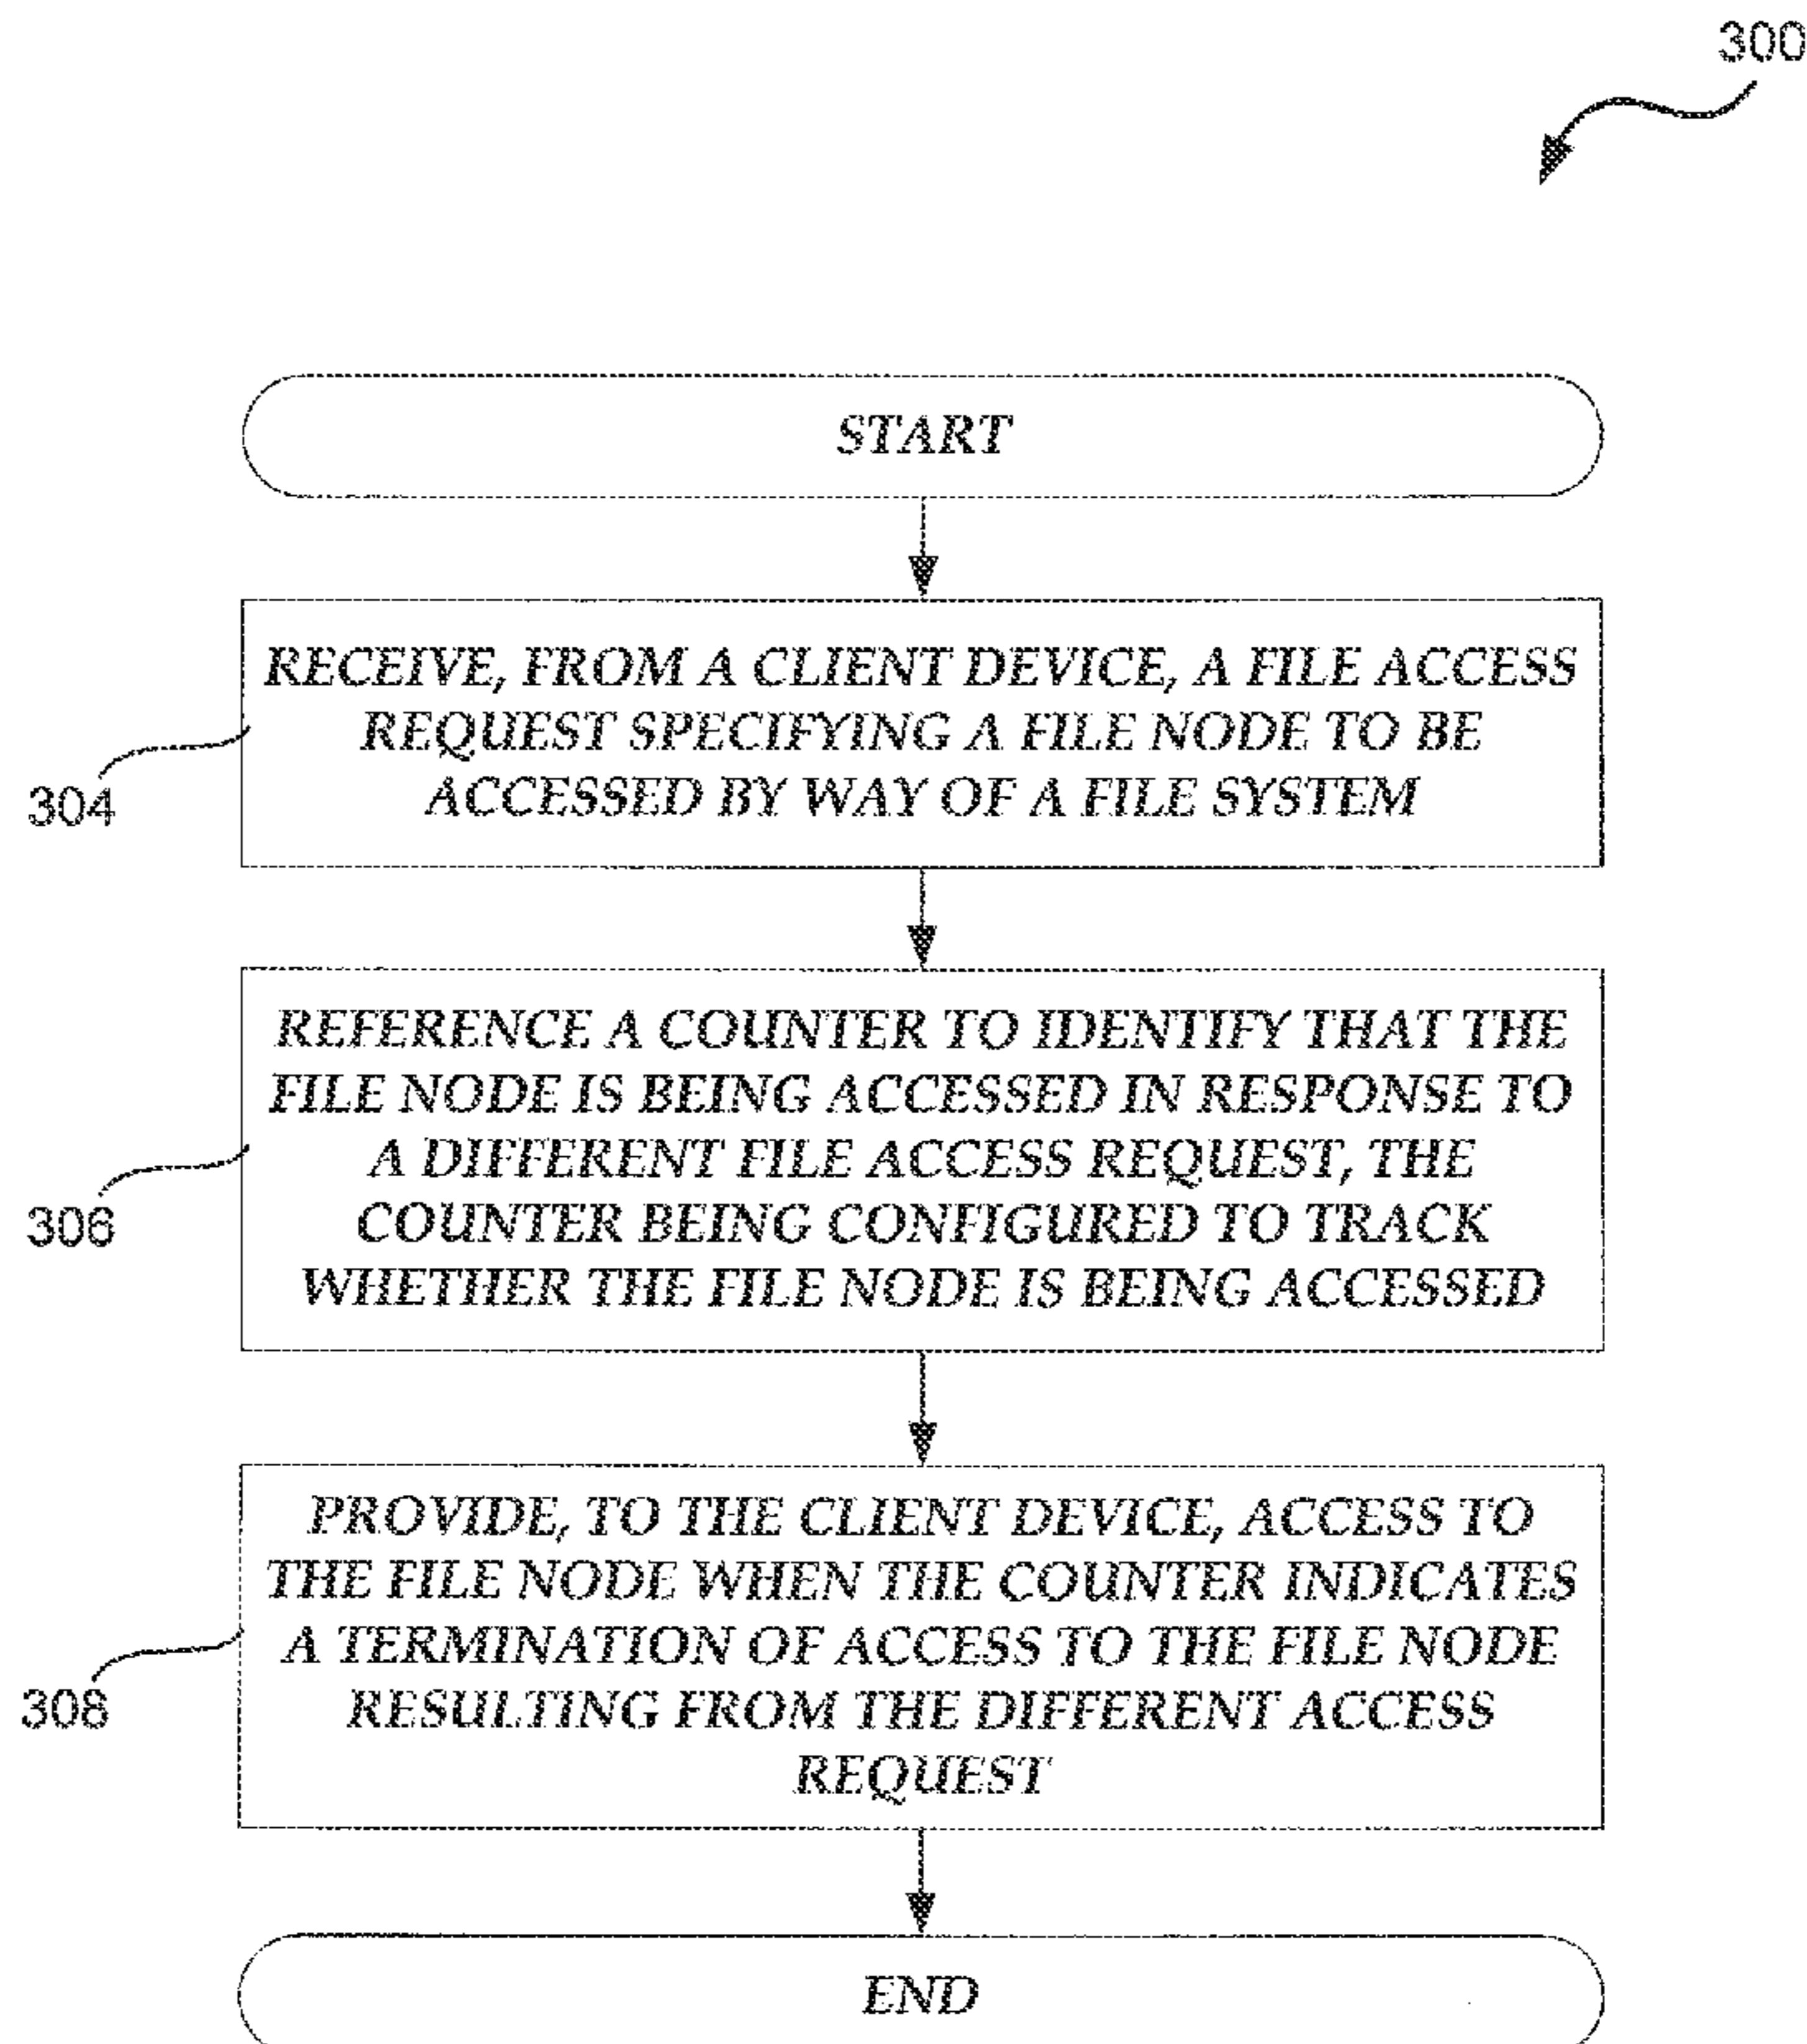 300
START
RECEIVE, FROM A CLIENT DEVICE, A FILE ACCESS
REQUEST SPECIFYING A FILE NODE TO BE
ACCESSED BY WAY OF A FILE SYSTEM
304
REFERENCE A COUNTER TO IDENTIFY THAT THE
FILE NODE IS BEING ACCESSED IN RESPONSE TO
A DIFFERENT FILE ACCESS REQUEST, THE
COUNTER BEING CONFIGURED TO TRACK
WHETHER THE FILE NODE IS BEING ACCESSED
306
PROVIDE, TO THE CLIENT DEVICE, ACCESS TO
THE FILE NODE WHEN THE COUNTER INDICATES
A TERMINATION OF ACCESS TO THE FILE NODE
RESULTING FROM THE DIFFERENT ACCESS
REQUEST
308
END